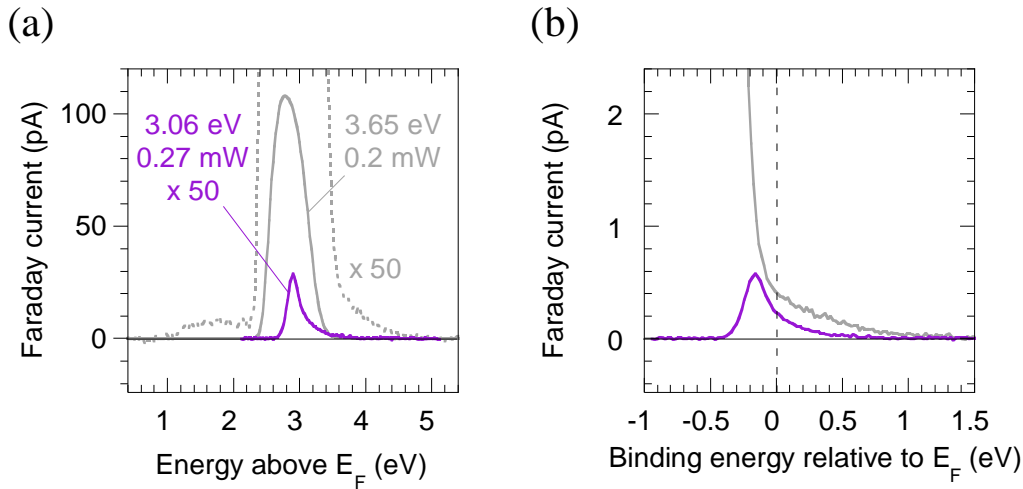 (a)
(b)
Faraday current (pA)
100
50
0
3.06 eV
0.27 mW
x 50
3.65 eV
0.2 mW
x 50
1 2 3 4 5
Energy above E_F (eV)
Faraday current (pA)
2
1
0
-1 -0.5 0 0.5 1 1.5
Binding energy relative to E_F (eV)